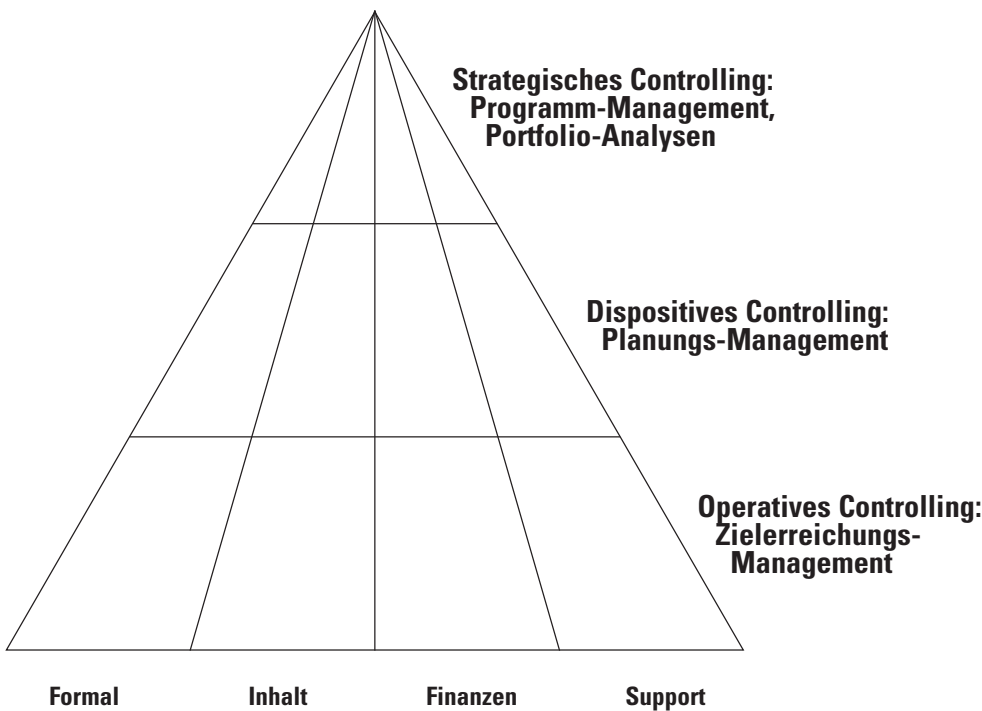 Strategisches Controlling:
Programm-Management,
Portfolio-Analysen
Dispositives Controlling:
Planungs-Management
Operatives Controlling:
Zielerreichungs-
Management
Formal Inhalt Finanzen Support